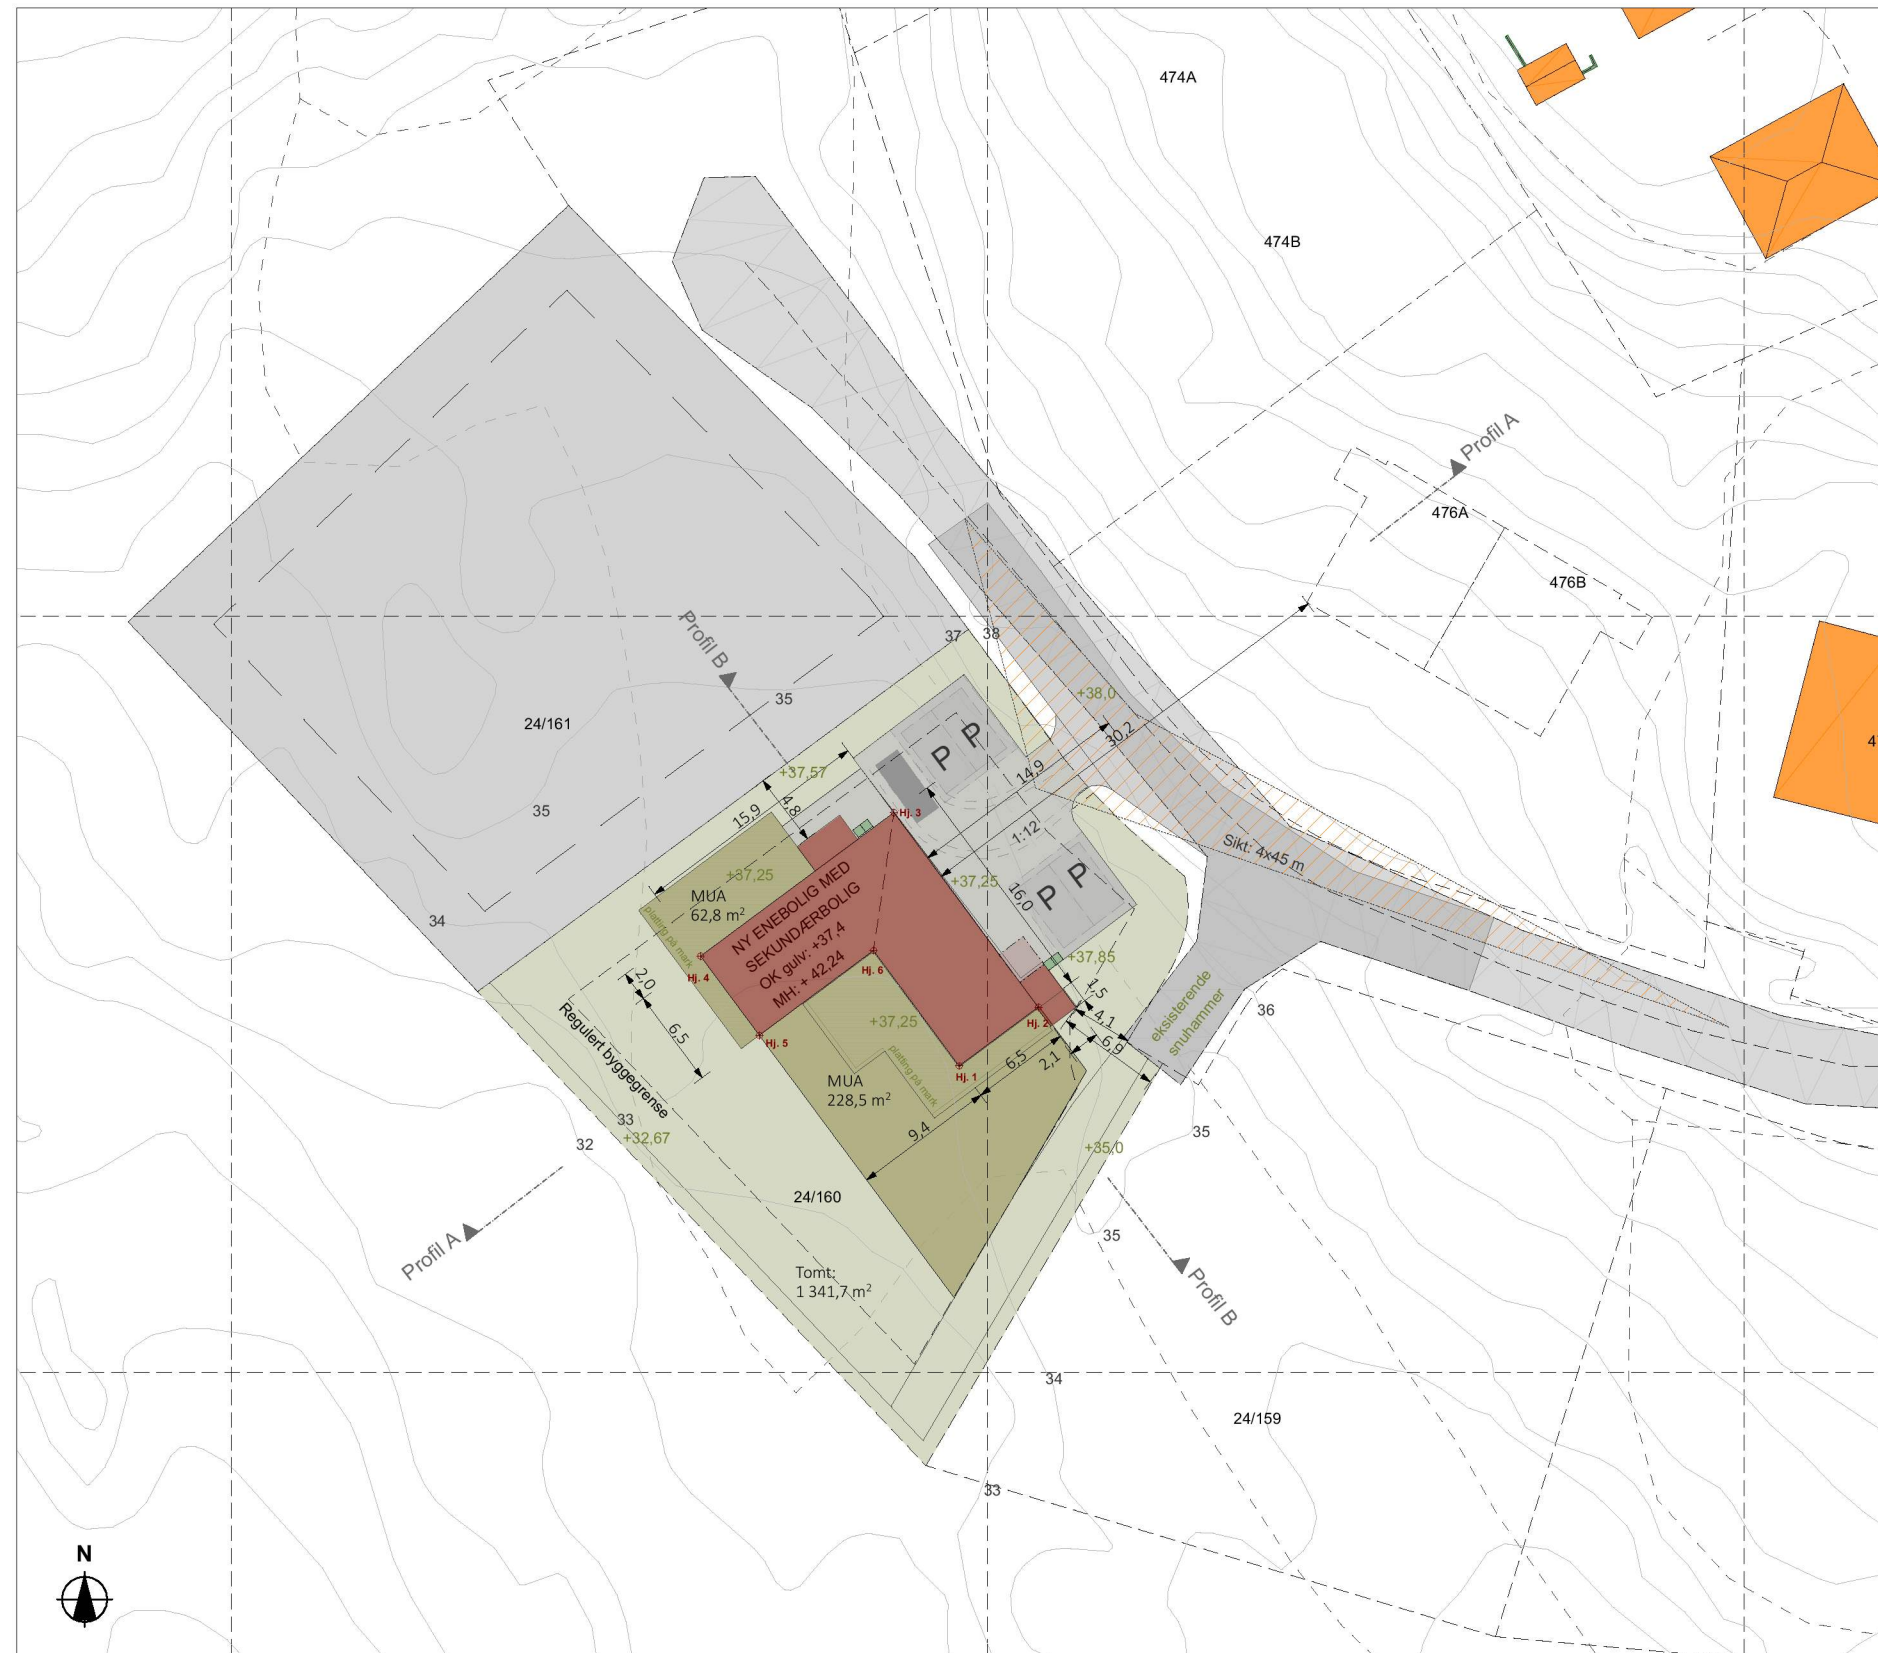 474A
474B
Profil A
476A
476B
37
38
Profil B
35
+38,0
24/161
30,2
P P
14,9
+37,57
4,8
15,9
35
Hj. 3
1:12
Sikt: 4x45 m
+37,25
+37,25
16,0
P P
MUA
62,8 m²
NY ENEBOLIG MED
SEKUNDÆRBOLIG
OK gulv: +37.4
MH: + 42,24
platting på mark
34
Hj. 4
Hj. 6
+37,85
2,0
1,5
4,1
6,9
eksisterende
snuhammer
36
Regulert byggegrense
6,5
Hj. 5
+37,25
Hj. 2
platting på mark
6,5
2,1
Hj. 1
MUA
228,5 m²
9,4
33
+32,67
32
35
+35,0
24/160
Profil A
35
Profil B
Tomt:
1 341,7 m²
34
24/159
33
N